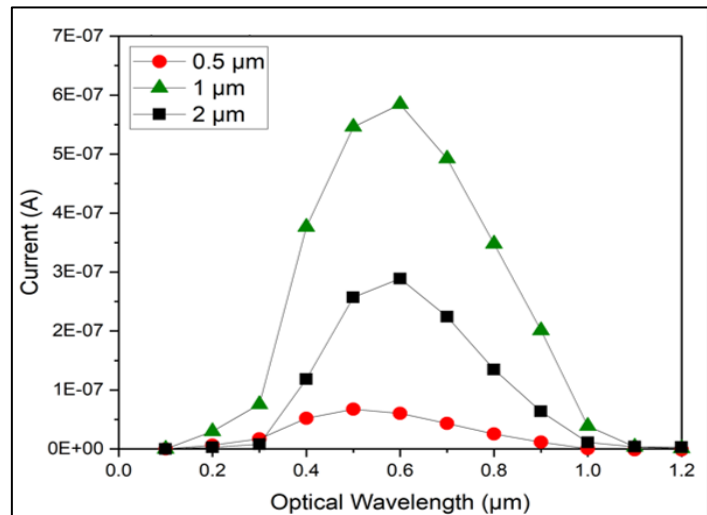 7E-07
6E-07
5E-07
4E-07
3E-07
2E-07
1E-07
0E+00
Current (A)
0.5 µm
1 µm
2 µm
0.0 0.2 0.4 0.6 0.8 1.0 1.2
Optical Wavelength (µm)